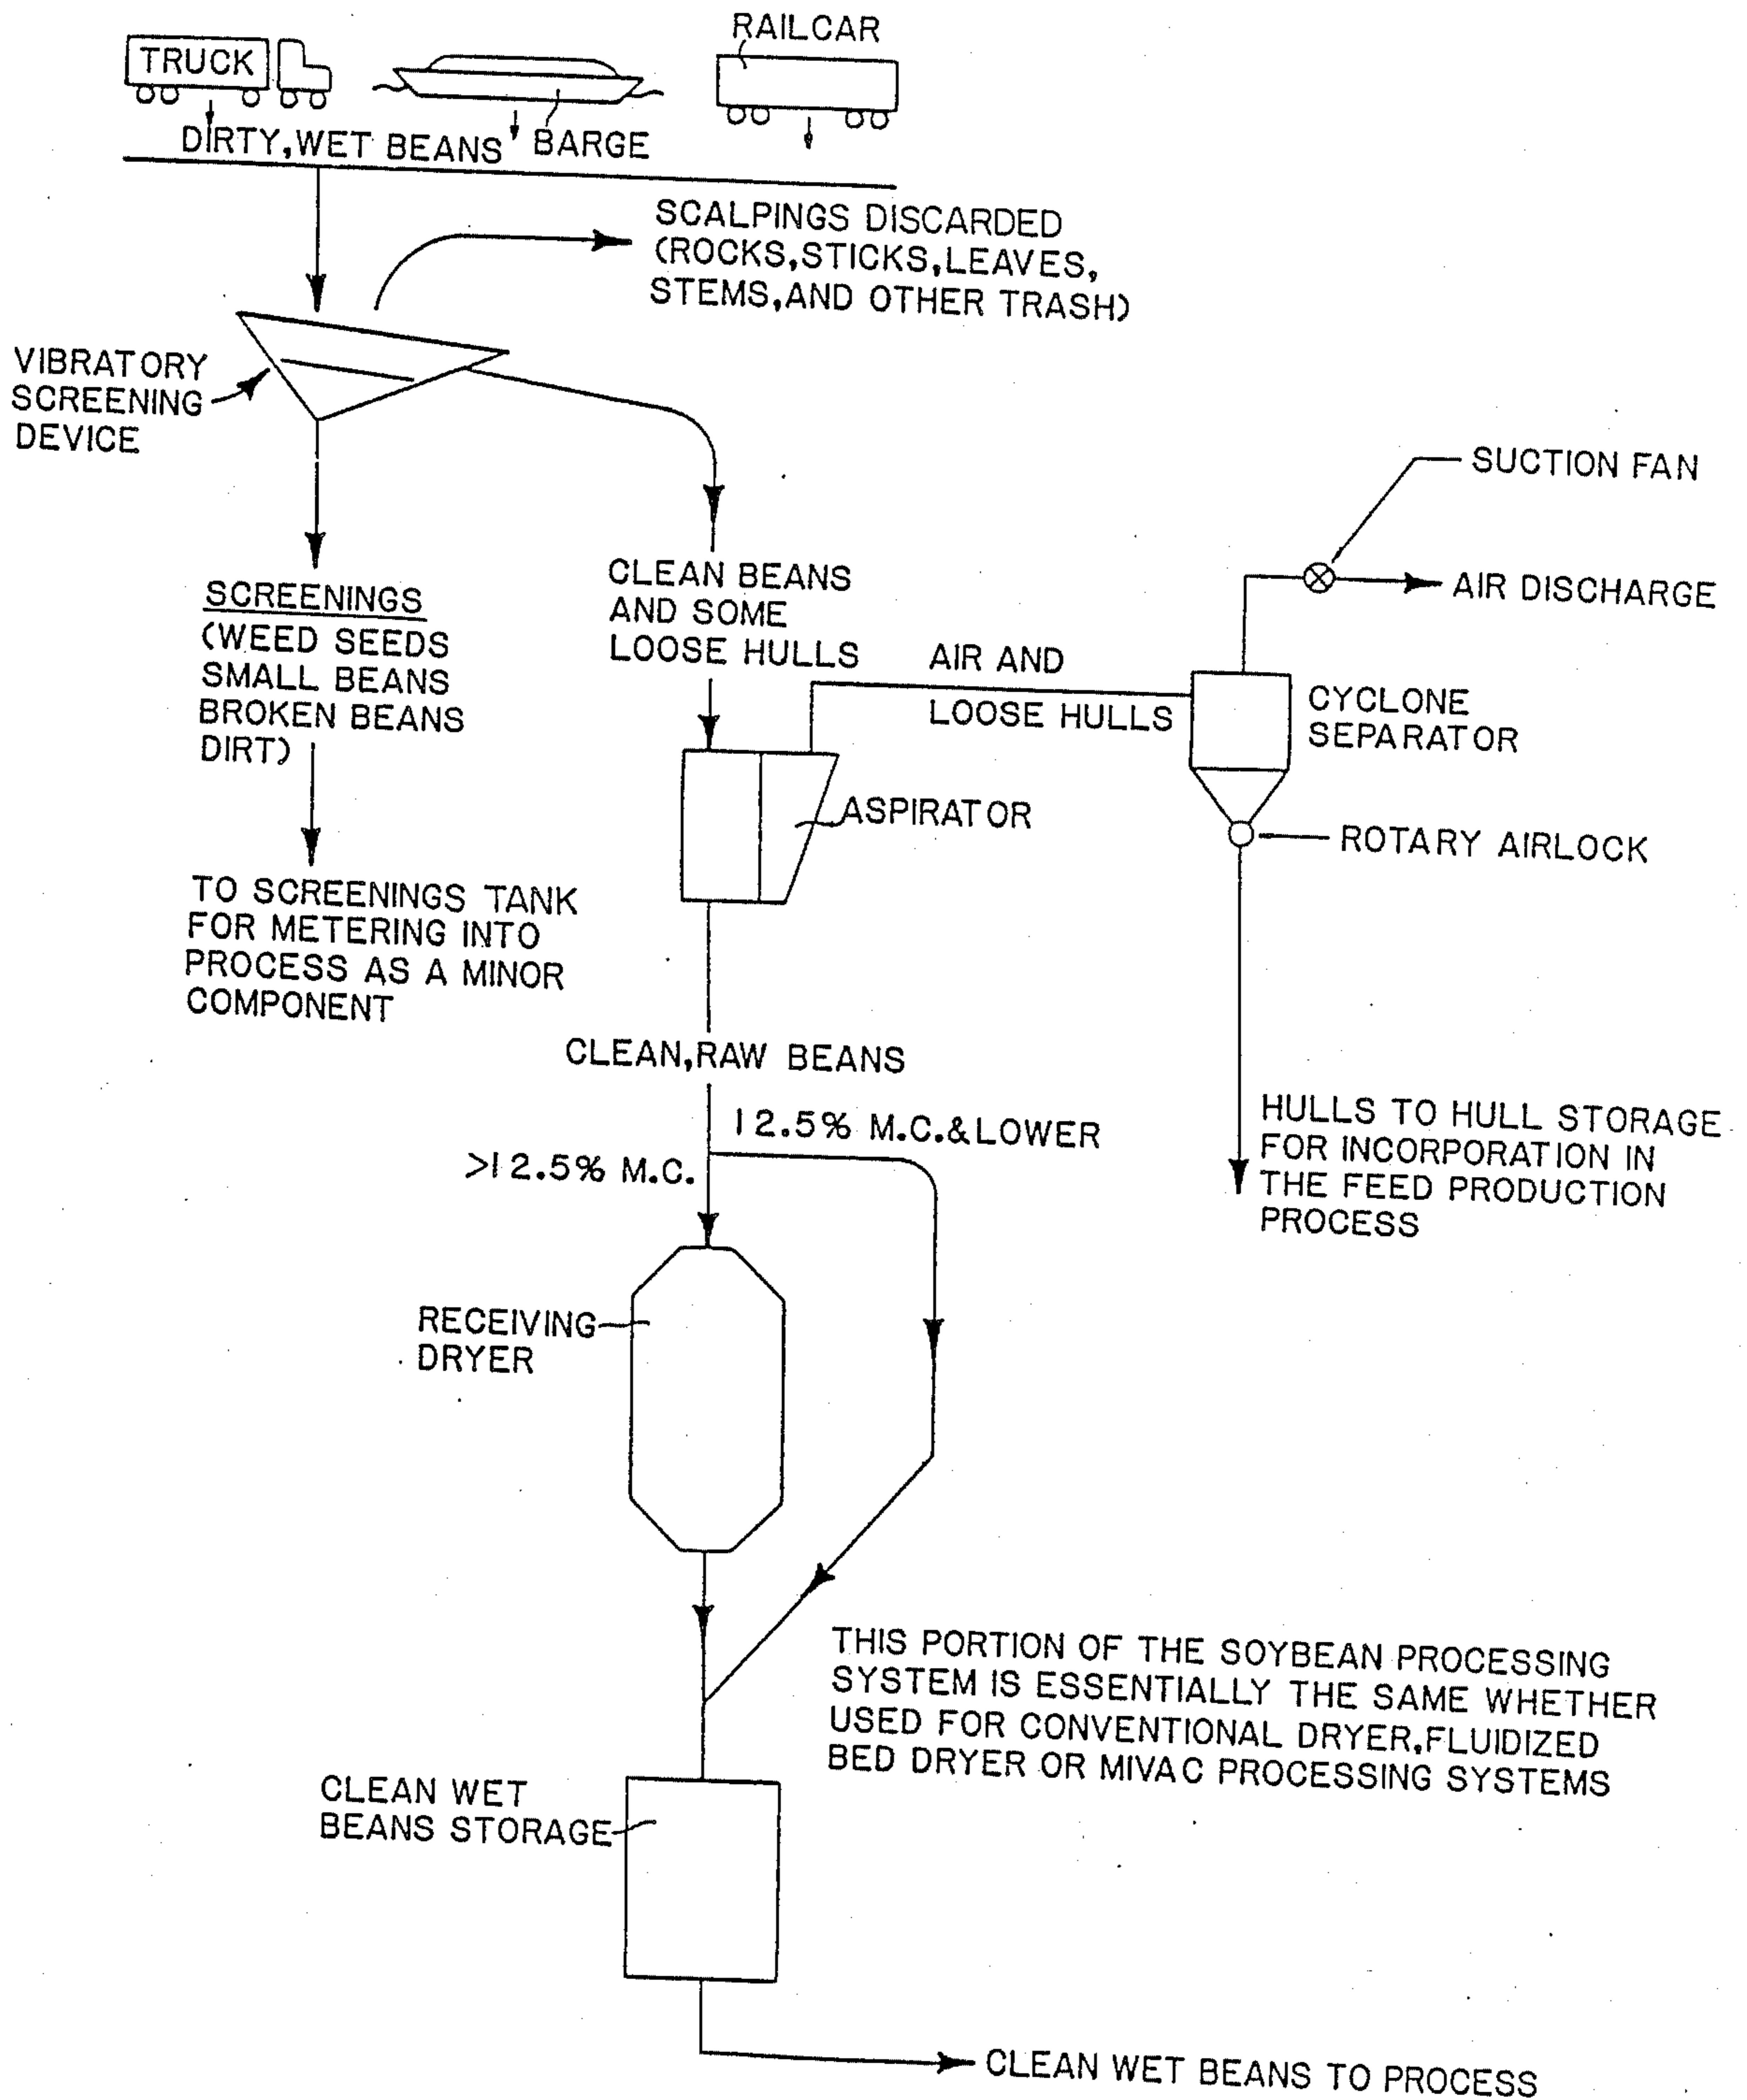 RAILCAR
TRUCK
DIRTY,WET BEANS
BARGE
SCALPINGS DISCARDED
(ROCKS,STICKS,LEAVES,
STEMS,AND OTHER TRASH)
VIBRATORY
SCREENING
DEVICE
SUCTION FAN
AIR DISCHARGE
SCREENINGS
(WEED SEEDS
SMALL BEANS
BROKEN BEANS
DIRT)
CLEAN BEANS
AND SOME
LOOSE HULLS
AIR AND
LOOSE HULLS
CYCLONE
SEPARATOR
ASPIRATOR
ROTARY AIRLOCK
TO SCREENINGS TANK
FOR METERING INTO
PROCESS AS A MINOR
COMPONENT
CLEAN,RAW BEANS
12.5% M.C.&LOWER
>12.5% M.C.
HULLS TO HULL STORAGE
FOR INCORPORATION IN
THE FEED PRODUCTION
PROCESS
RECEIVING
DRYER
THIS PORTION OF THE SOYBEAN PROCESSING
SYSTEM IS ESSENTIALLY THE SAME WHETHER
USED FOR CONVENTIONAL DRYER,FLUIDIZED
BED DRYER OR MIVAC PROCESSING SYSTEMS
CLEAN WET
BEANS STORAGE
CLEAN WET BEANS TO PROCESS